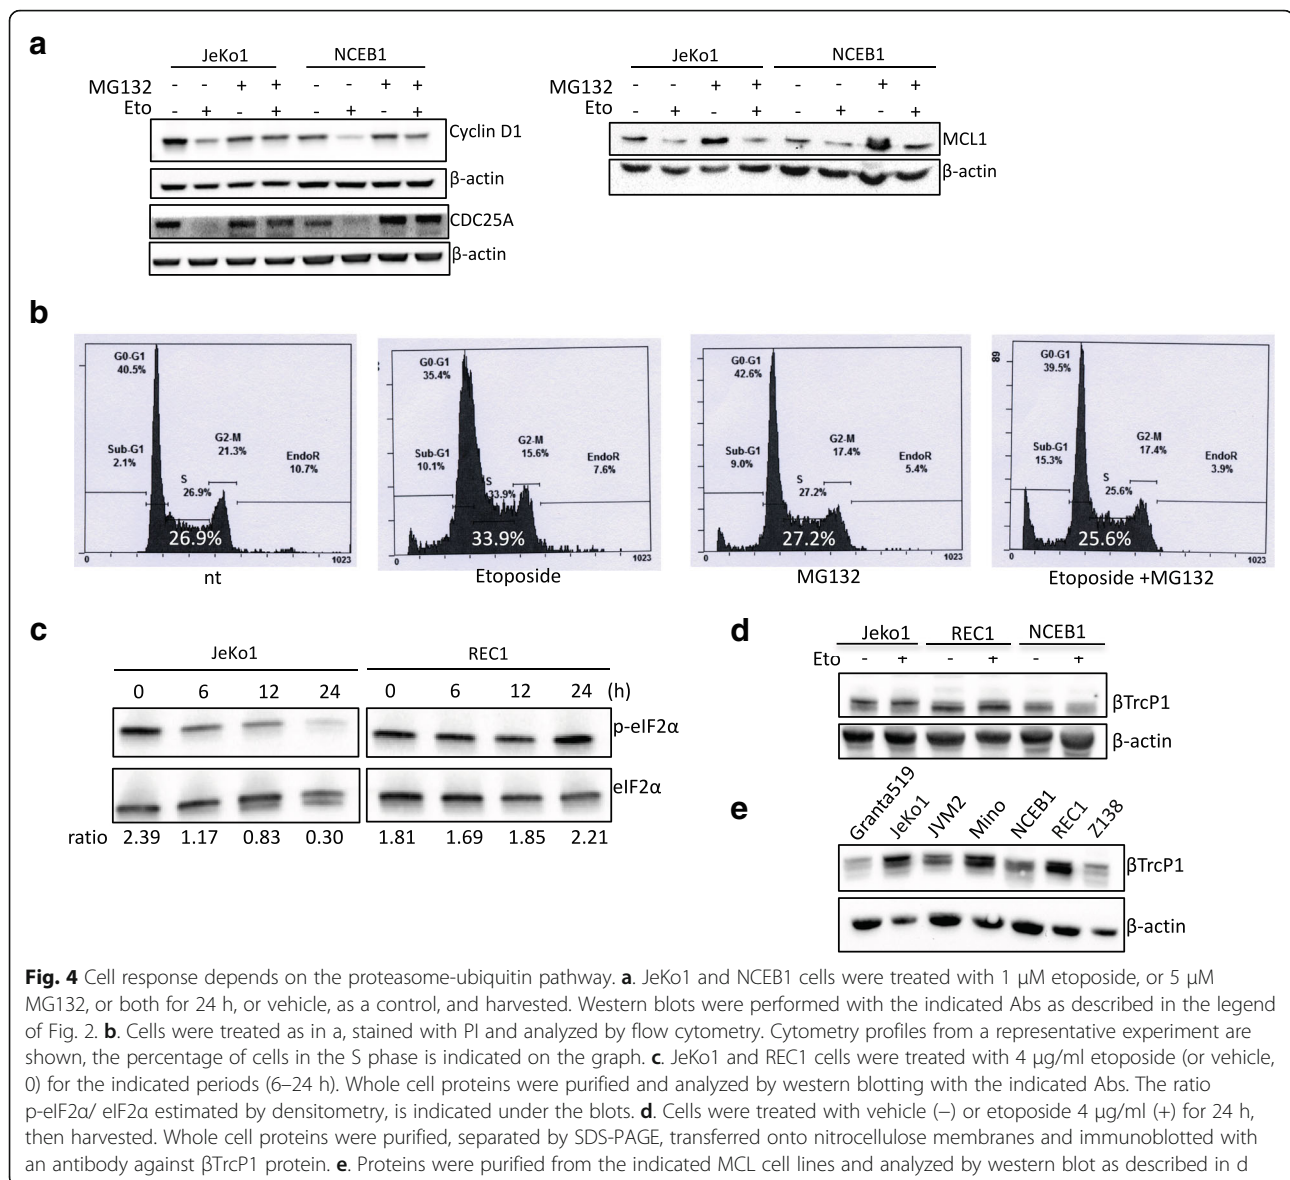 a
JeKo1 NCEB1
MG132 - - + + - - + +
Eto - + - + - + - +
Cyclin D1
β-actin
CDC25A
β-actin
JeKo1 NCEB1
- - + + - - + +
- + - + - + - +
MCL1
β-actin
b
G0-G1
40.5%
Sub-G1
2.1%
G2-M
21.3%
S
26.9%
EndoR
10.7%
26.9%
0 1023
nt
G0-G1
35.4%
Sub-G1
10.1%
G2-M
15.6%
S
33.9%
EndoR
7.6%
33.9%
0 1023
Etoposide
G0-G1
42.6%
Sub-G1
9.0%
G2-M
17.4%
S
27.2%
EndoR
5.4%
27.2%
0 1023
MG132
89
G0-G1
39.5%
Sub-G1
15.3%
G2-M
17.4%
S
25.6%
EndoR
3.9%
25.6%
0 1023
Etoposide +MG132
c
JeKo1 REC1
0 6 12 24 0 6 12 24 (h)
p-eIF2α
eIF2α
ratio 2.39 1.17 0.83 0.30 1.81 1.69 1.85 2.21
d
Jeko1 REC1 NCEB1
Eto - + - + - +
βTrcP1
β-actin
e
Granta519 JeKo1 JVM2 Mino NCEB1 REC1 Z138
βTrcP1
β-actin
Fig. 4 Cell response depends on the proteasome-ubiquitin pathway. a. JeKo1 and NCEB1 cells were treated with 1 μM etoposide, or 5 μM
MG132, or both for 24 h, or vehicle, as a control, and harvested. Western blots were performed with the indicated Abs as described in the legend
of Fig. 2. b. Cells were treated as in a, stained with PI and analyzed by flow cytometry. Cytometry profiles from a representative experiment are
shown, the percentage of cells in the S phase is indicated on the graph. c. JeKo1 and REC1 cells were treated with 4 μg/ml etoposide (or vehicle,
0) for the indicated periods (6–24 h). Whole cell proteins were purified and analyzed by western blotting with the indicated Abs. The ratio
p-eIF2α/ eIF2α estimated by densitometry, is indicated under the blots. d. Cells were treated with vehicle (−) or etoposide 4 μg/ml (+) for 24 h,
then harvested. Whole cell proteins were purified, separated by SDS-PAGE, transferred onto nitrocellulose membranes and immunoblotted with
an antibody against βTrcP1 protein. e. Proteins were purified from the indicated MCL cell lines and analyzed by western blot as described in d